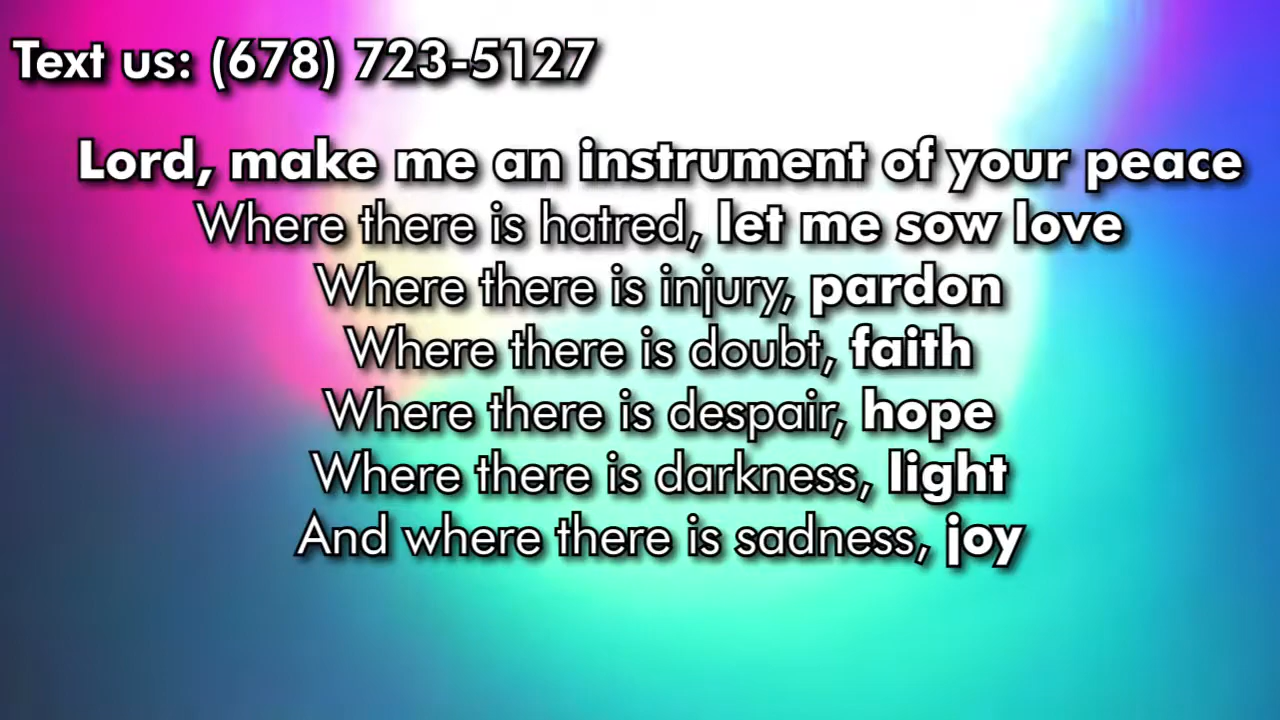 Text us: (678) 723-5127
Lord, make me an instrument of your peace
Where there is hatred, let me sow love
Where there is injury, pardon
Where there is doubt, faith
Where there is despair, hope
Where there is darkness, light
And where there is sadness, joy